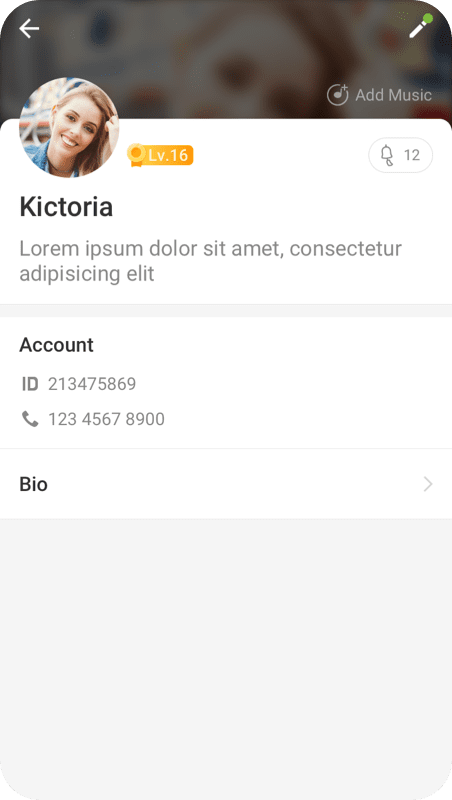 Add Music
Lv.16
12
Kictoria
Lorem ipsum dolor sit amet, consectetur
adipisicing elit
Account
ID 213475869
123 4567 8900
Bio